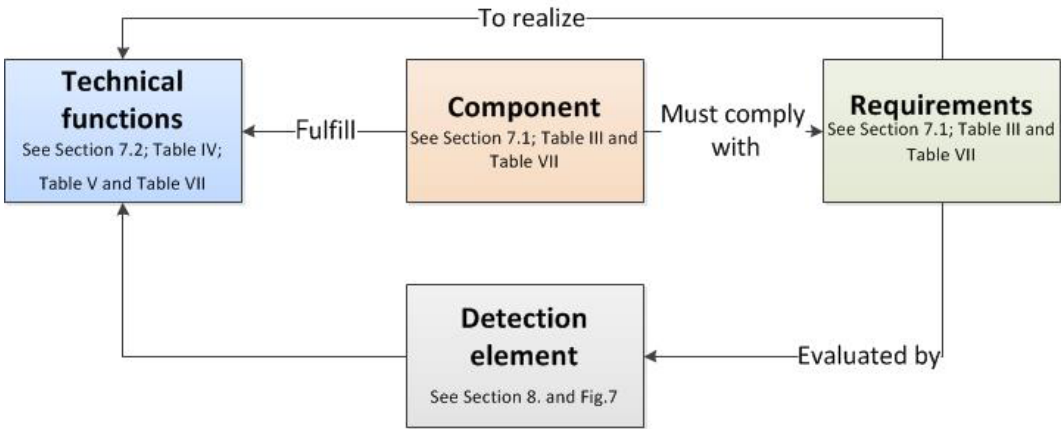 To realize
Technical
functions
See Section 7.2; Table IV;
Table V and Table VII
Fulfill
Component
See Section 7.1; Table III and
Table VII
Must comply
with
Requirements
See Section 7.1; Table III and
Table VII
Detection
element
See Section 8. and Fig.7
Evaluated by